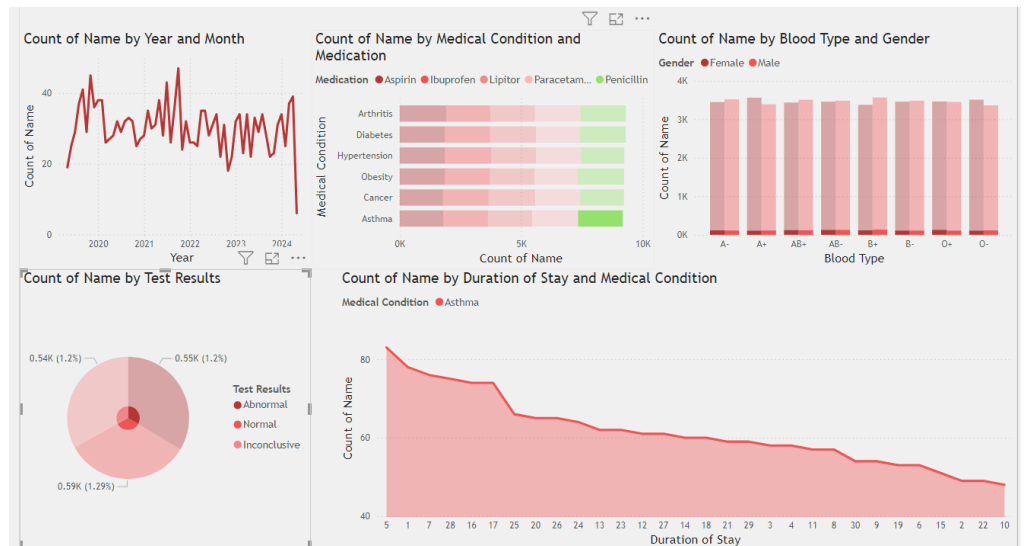 Count of Name by Year and Month
Count of Name
40
20
0
2020 2021 2022 2023 2024
Year
Count of Name by Medical Condition and
Medication
Medication Aspirin Ibuprofen Lipitor Paracetam... Penicillin
Medical Condition
Arthritis
Diabetes
Hypertension
Obesity
Cancer
Asthma
0K 5K 10K
Count of Name
Count of Name by Blood Type and Gender
Gender Female Male
Count of Name
4K
3K
2K
1K
0K
A- A+ AB+ AB- B+ B- O+ O-
Blood Type
Count of Name by Test Results
0.54K (1.2%)
0.55K (1.2%)
0.59K (1.29%)
Test Results
Abnormal
Normal
Inconclusive
Count of Name by Duration of Stay and Medical Condition
Medical Condition Asthma
Count of Name
80
60
40
5 1 7 28 16 17 25 20 26 24 13 23 12 27 14 18 21 29 3 4 11 8 30 9 19 6 15 2 22 10
Duration of Stay